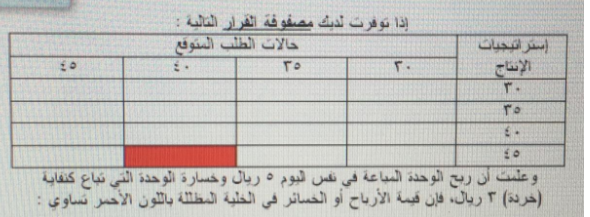 إذا توفرت لديك مصفوفة القرار التالية :
إستراتيجيات الإنتاج حالات الطلب المتوقع
٣٠ ٣٥ ٤٠ ٤٥
٣٠
٣٥
٤٠
٤٥
وعلمت أن ربح الوحدة المباعة في نفس اليوم ٥ ريال وخسارة الوحدة التي تباع كنفاية
(خردة) ٣ ريال، فإن قيمة الأرباح أو الخسائر في الخلية المظللة باللون الأحمر تساوي :